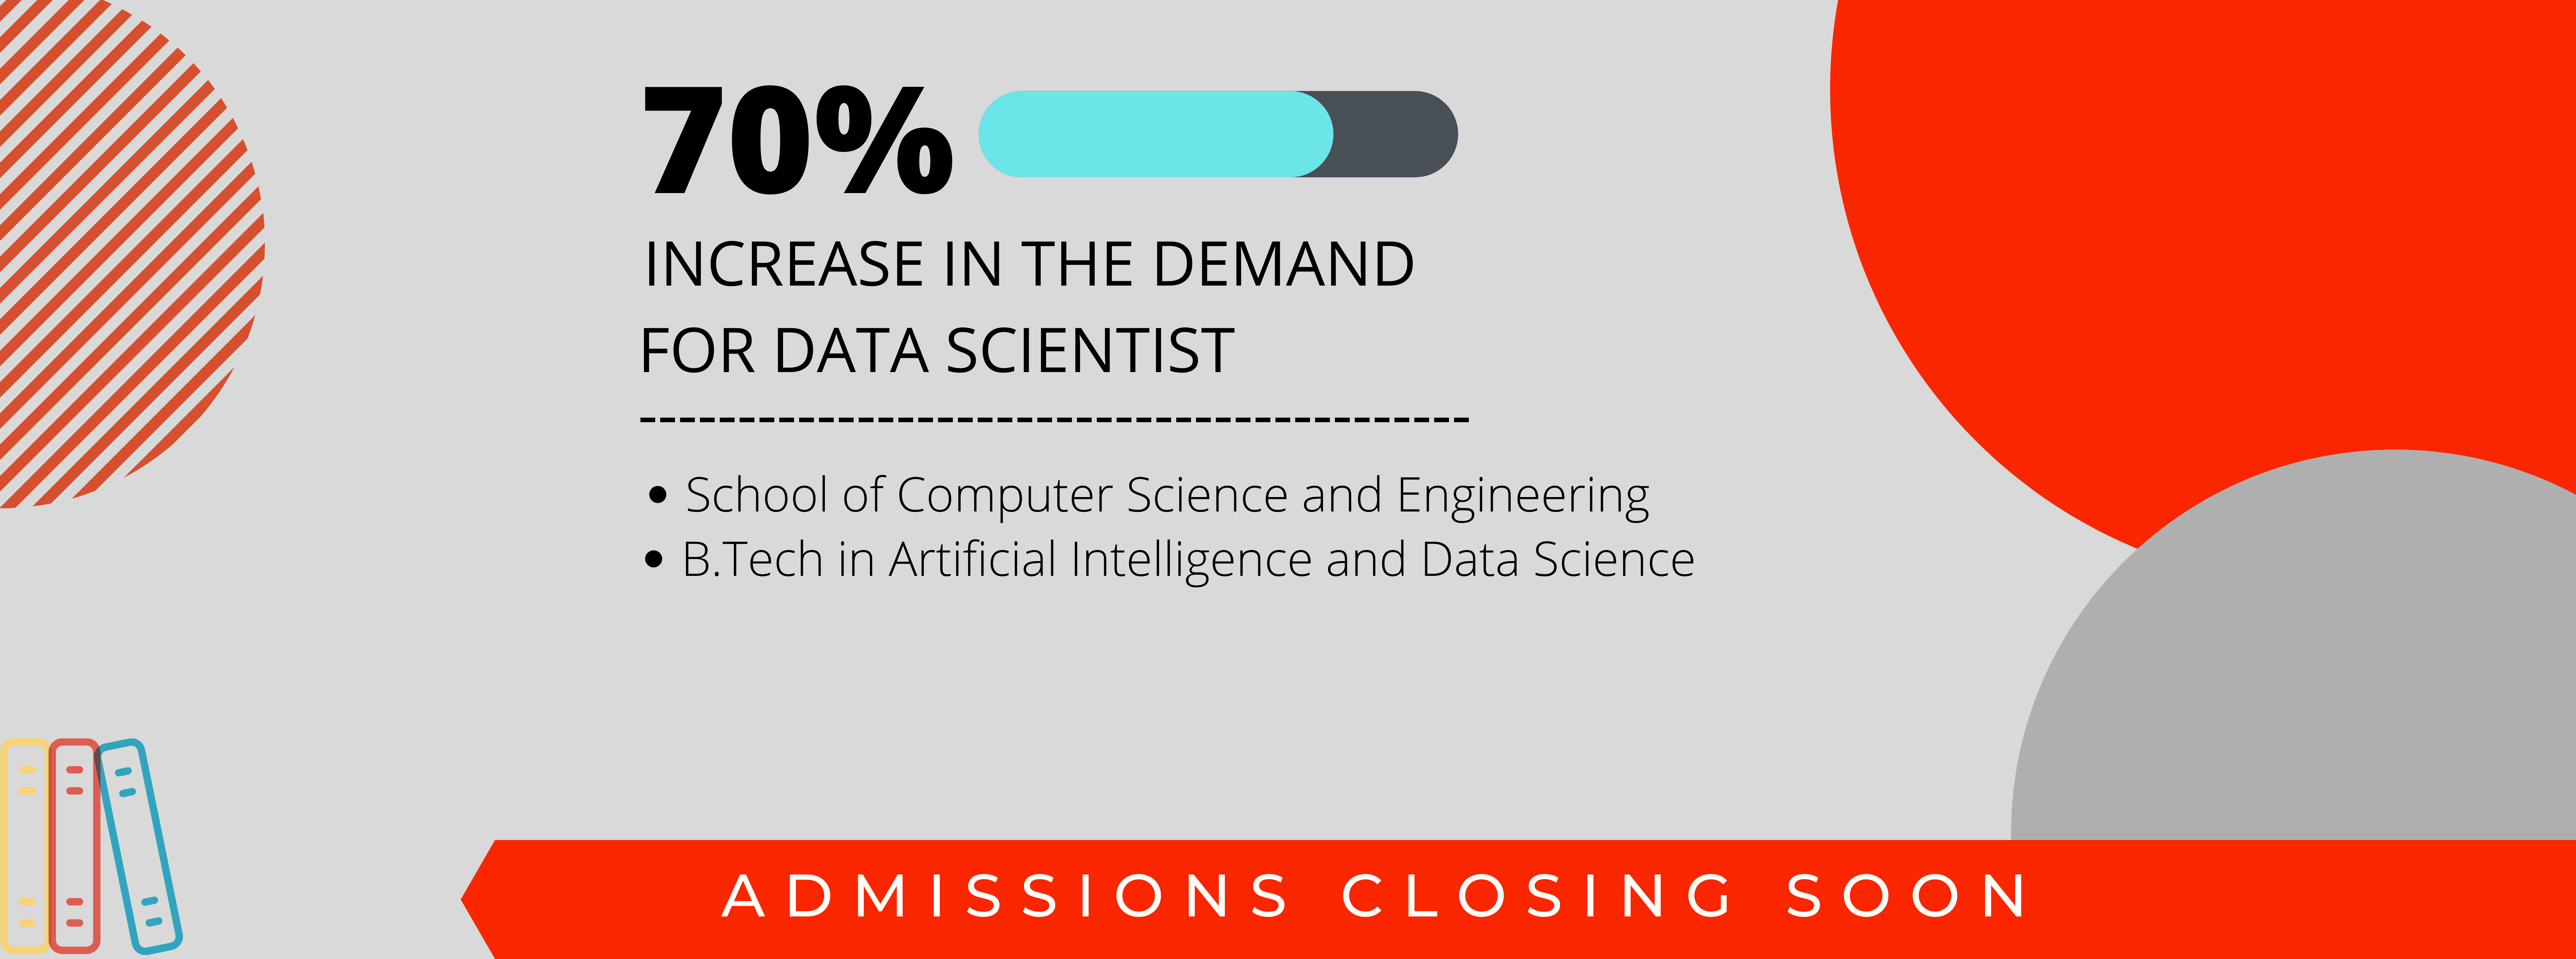 70%
INCREASE IN THE DEMAND
FOR DATA SCIENTIST
------------------------------------------
• School of Computer Science and Engineering
• B.Tech in Artificial Intelligence and Data Science
ADMISSIONS CLOSING SOON